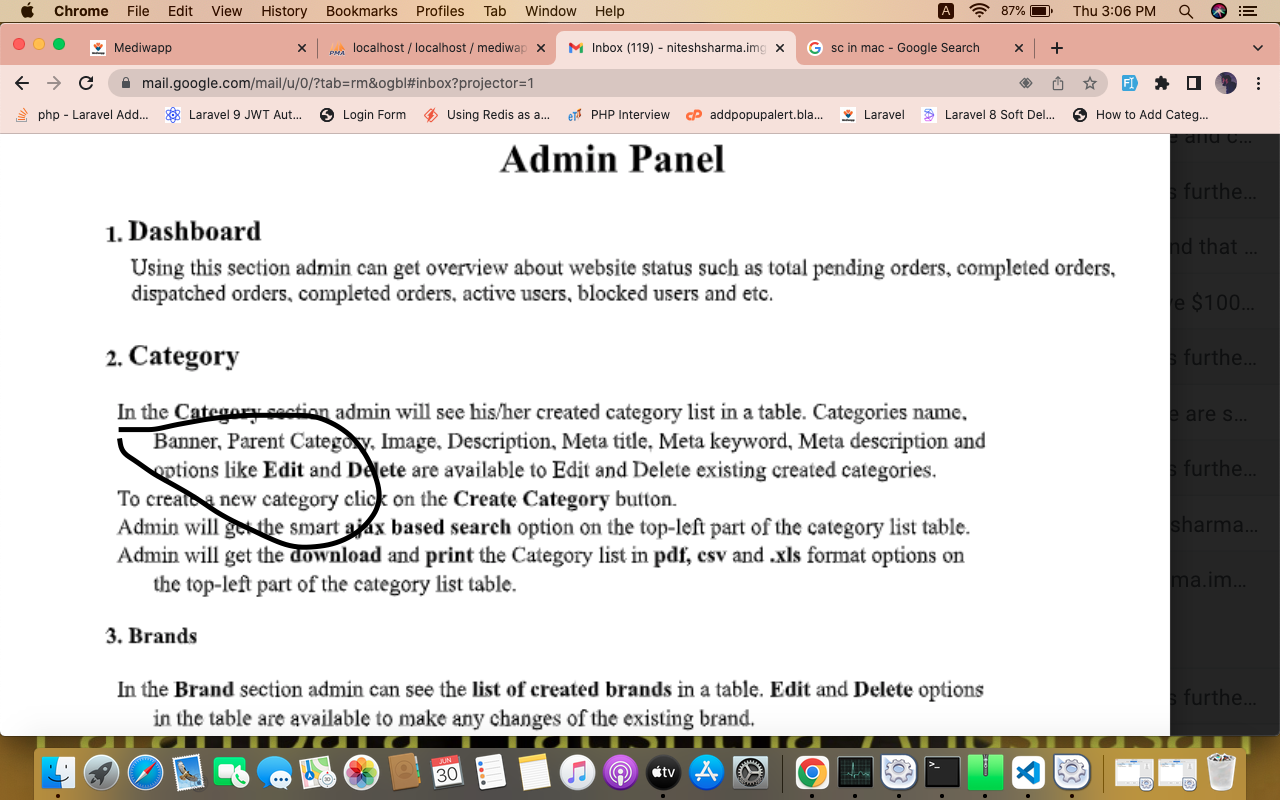 Chrome File Edit View History Bookmarks Profiles Tab Window Help A 87% Thu 3:06 PM
Mediwapp localhost / localhost / mediwap Inbox (119) - niteshsharma.img sc in mac - Google Search
mail.google.com/mail/u/0/?tab=rm&ogbl#inbox?projector=1
php - Laravel Add... Laravel 9 JWT Aut... Login Form Using Redis as a... PHP Interview addpopupalert.bla... Laravel Laravel 8 Soft Del... How to Add Categ...
Admin Panel
1. Dashboard
Using this section admin can get overview about website status such as total pending orders, completed orders,
dispatched orders, completed orders, active users, blocked users and etc.
2. Category
In the Category section admin will see his/her created category list in a table. Categories name,
Banner, Parent Category, Image, Description, Meta title, Meta keyword, Meta description and
options like Edit and Delete are available to Edit and Delete existing created categories.
To create a new category click on the Create Category button.
Admin will get the smart ajax based search option on the top-left part of the category list table.
Admin will get the download and print the Category list in pdf, csv and .xls format options on
the top-left part of the category list table.
3. Brands
In the Brand section admin can see the list of created brands in a table. Edit and Delete options
in the table are available to make any changes of the existing brand.
s furthe...
nd that ...
e $100...
s furthe...
e are s...
s furthe...
sharma...
ma.im...
s furthe...
JUN
30
tv